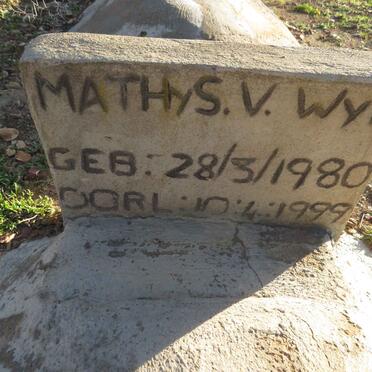 MATHYS. V. WY
GEB: 28/3/1980
OORL: 10:4:1999